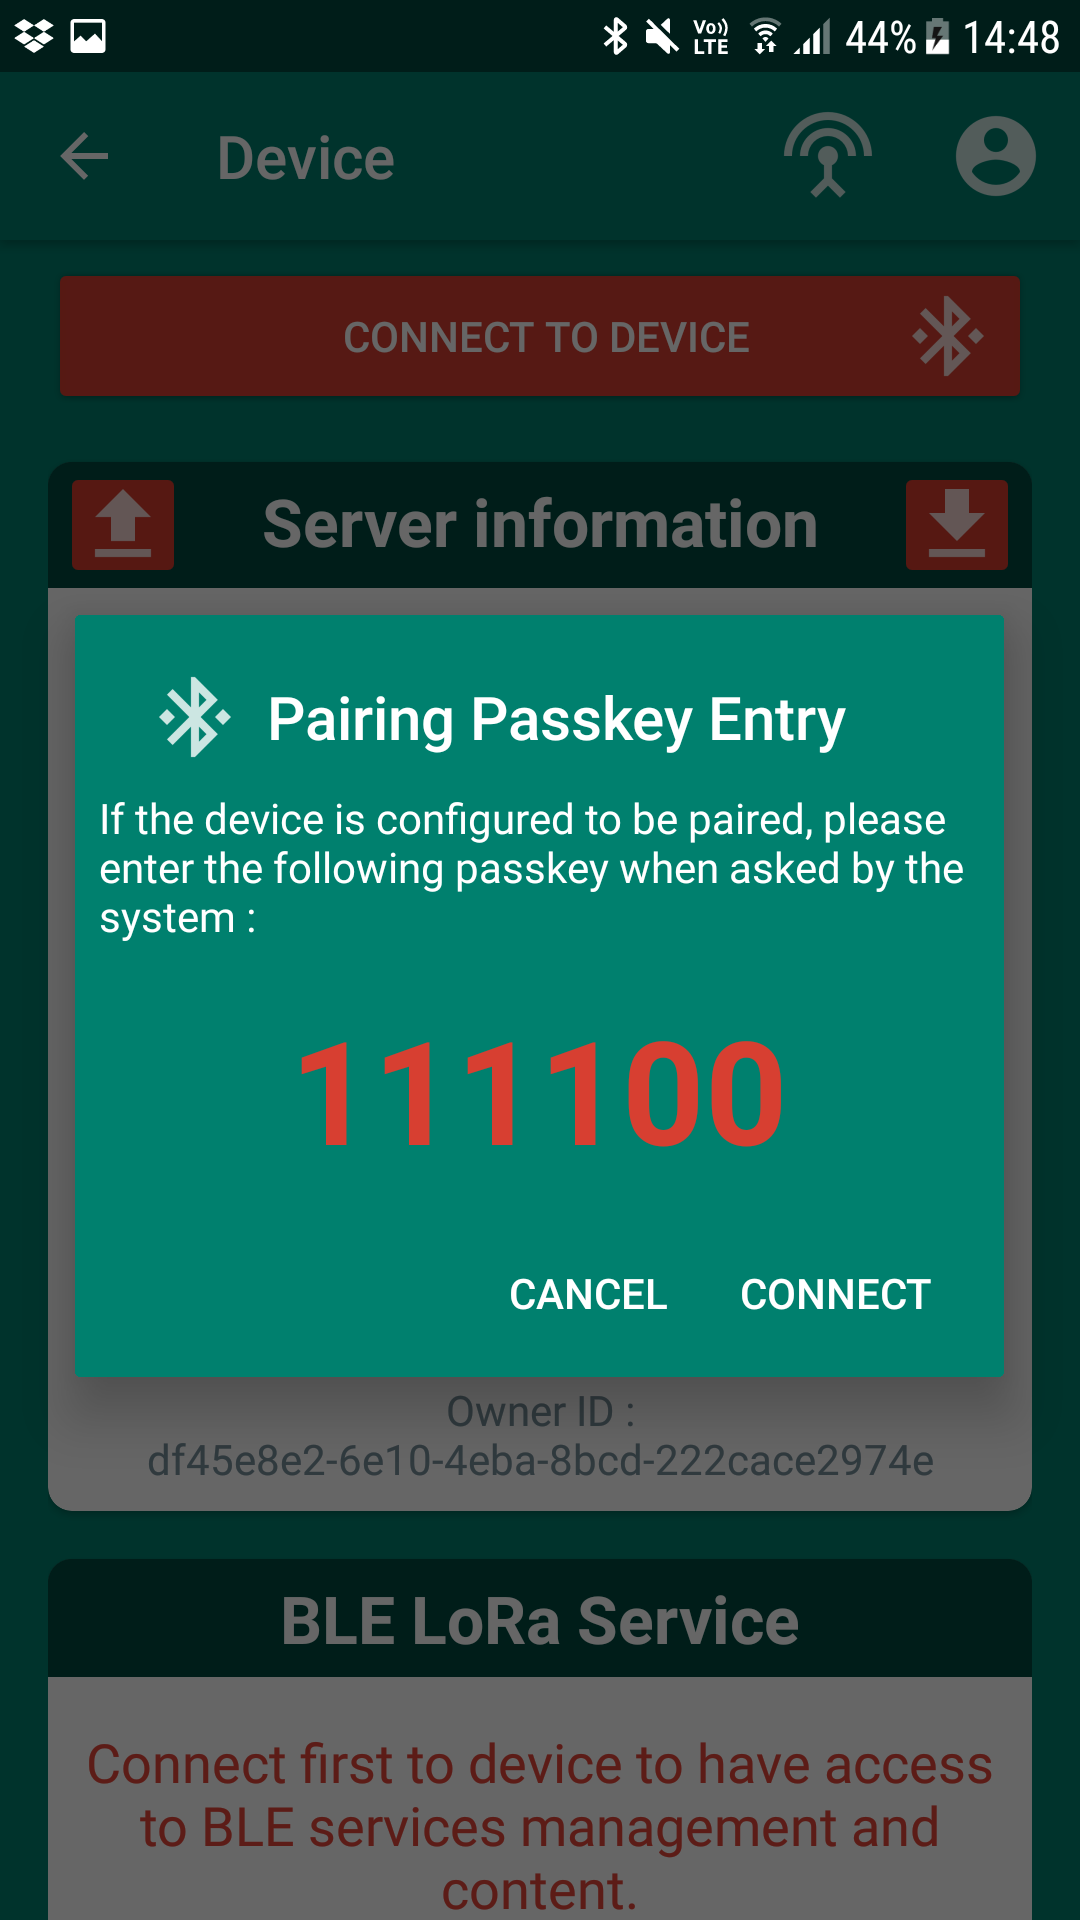 Vo)) LTE 44% 14:48
Device
CONNECT TO DEVICE
Server information
Pairing Passkey Entry
If the device is configured to be paired, please
enter the following passkey when asked by the
system :
111100
CANCEL CONNECT
Owner ID :
df45e8e2-6e10-4eba-8bcd-222cace2974e
BLE LoRa Service
Connect first to device to have access
to BLE services management and
content.